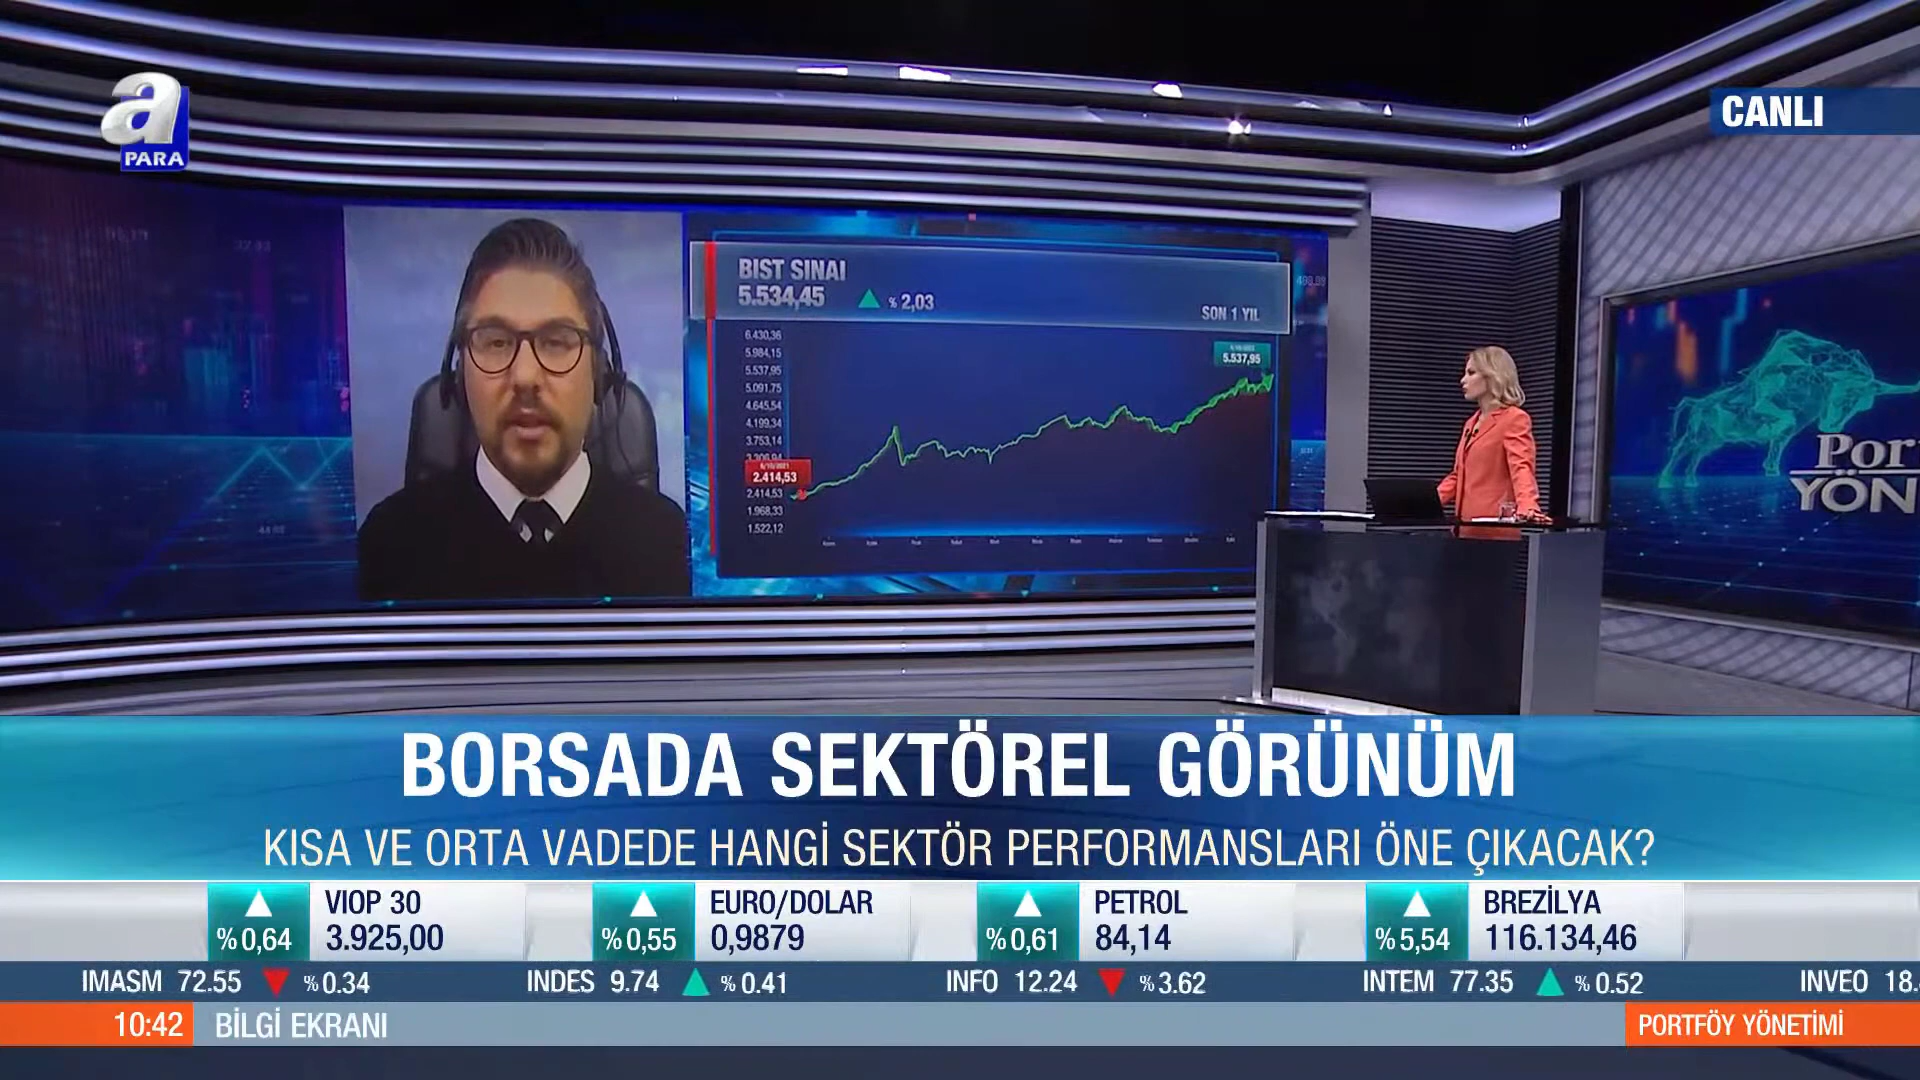 a
PARA
CANLI
BIST SINAI
5.534,45
% 2,03
SON 1 YIL
6.430,36
5.984,15
5.537,95
5.091,75
4.645,54
4.199,34
3.753,14
3.306,94
2.414,53
2.414,53
1.968,33
1.522,12
5.537,95
Por
YÖN
BORSADA SEKTÖREL GÖRÜNÜM
KISA VE ORTA VADEDE HANGİ SEKTÖR PERFORMANSLARI ÖNE ÇIKACAK?
%0,64 VIOP 30 3.925,00
%0,55 EURO/DOLAR 0,9879
%0,61 PETROL 84,14
%5,54 BREZİLYA 116.134,46
IMASM 72.55 %0.34 INDES 9.74 %0.41 INFO 12.24 %3.62 INTEM 77.35 %0.52 INVEO 18.
10:42 BİLGİ EKRANI PORTFÖY YÖNETİMİ